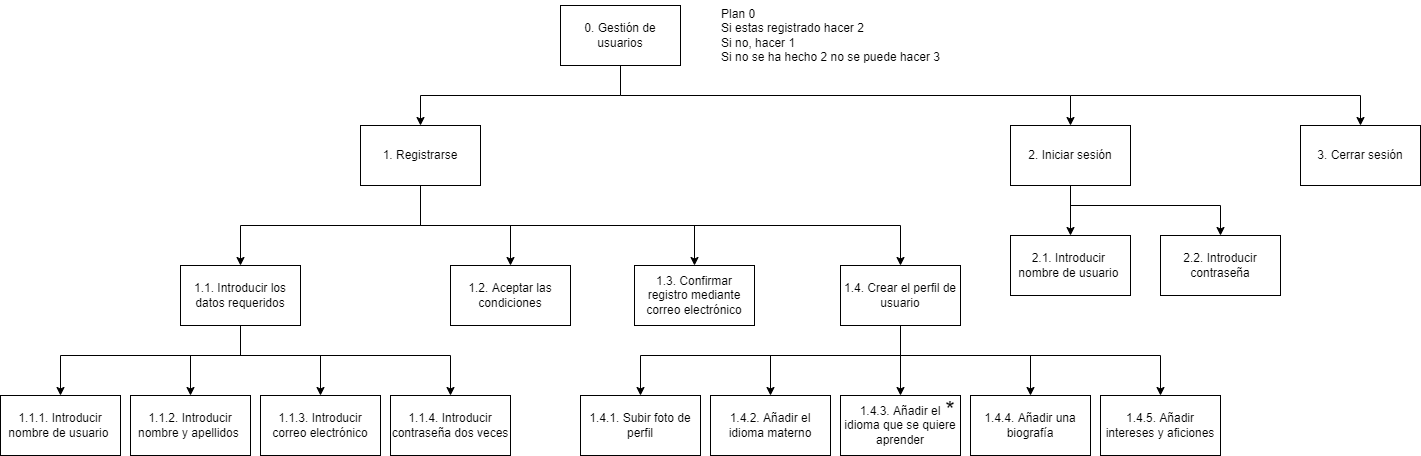 0. Gestión de
usuarios
Plan 0
Si estas registrado hacer 2
Si no, hacer 1
Si no se ha hecho 2 no se puede hacer 3
1. Registrarse
2. Iniciar sesión
3. Cerrar sesión
2.1. Introducir
nombre de usuario
2.2. Introducir
contraseña
1.1. Introducir los
datos requeridos
1.2. Aceptar las
condiciones
1.3. Confirmar
registro mediante
correo electrónico
1.4. Crear el perfil de
usuario
1.1.1. Introducir
nombre de usuario
1.1.2. Introducir
nombre y apellidos
1.1.3. Introducir
correo electrónico
1.1.4. Introducir
contraseña dos veces
1.4.1. Subir foto de
perfil
1.4.2. Añadir el
idioma materno
1.4.3. Añadir el *
idioma que se quiere
aprender
1.4.4. Añadir una
biografía
1.4.5. Añadir
intereses y aficiones